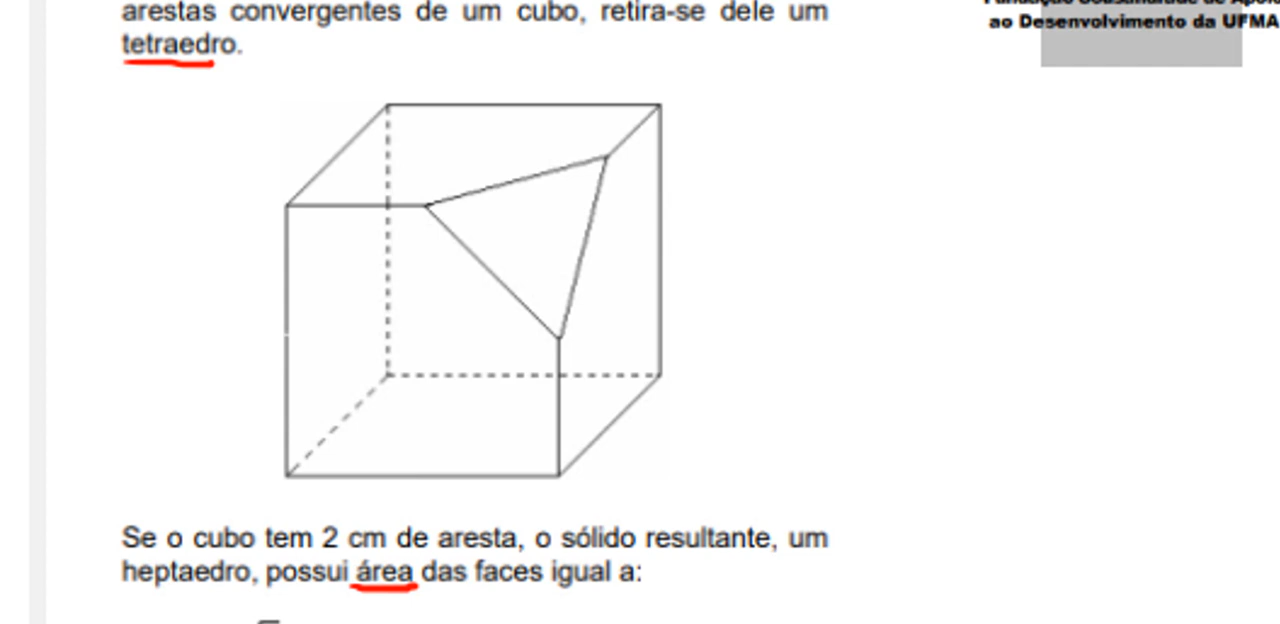 arestas convergentes de um cubo, retira-se dele um
tetraedro.
ao Desenvolvimento da UFMA
Se o cubo tem 2 cm de aresta, o sólido resultante, um
heptaedro, possui área das faces igual a: